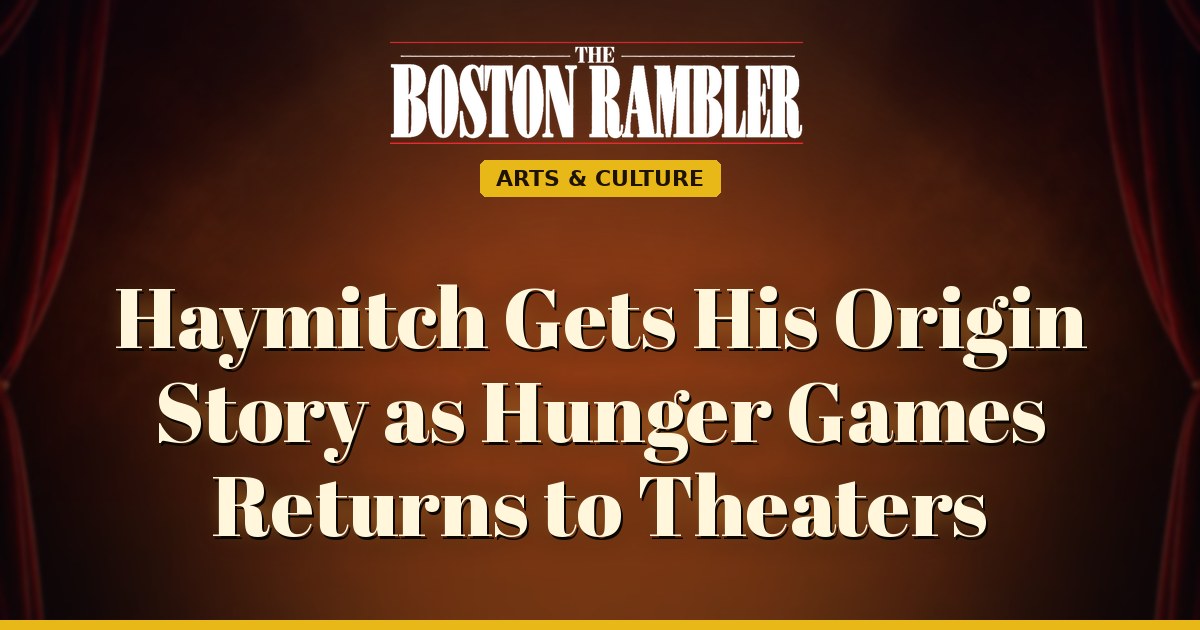 THE
BOSTON RAMBLER
ARTS & CULTURE
Haymitch Gets His Origin
Story as Hunger Games
Returns to Theaters